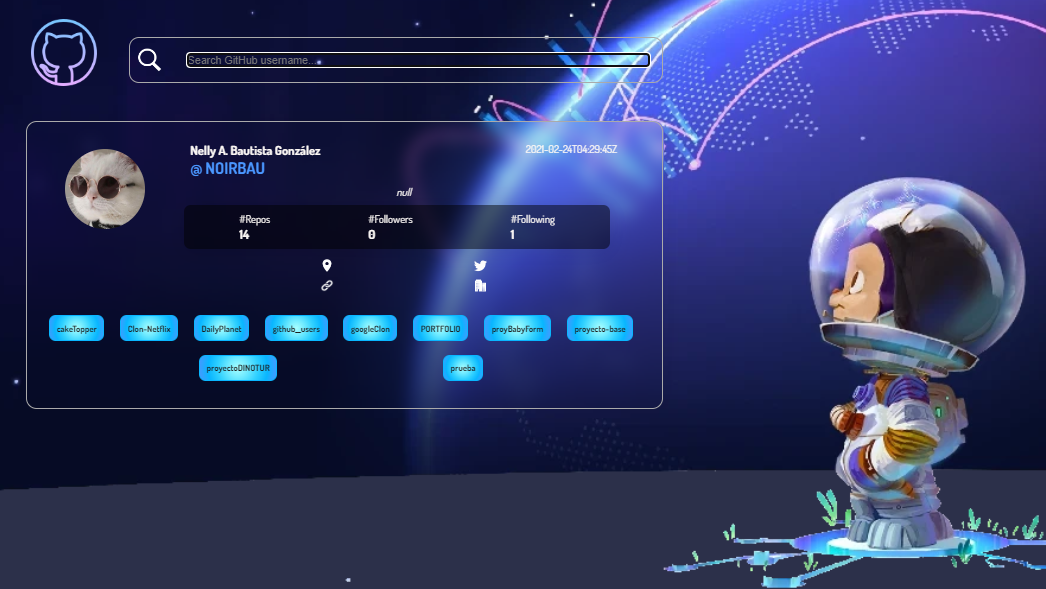 Search GitHub username...
Nelly A. Bautista González
2021-02-24T04:29:45Z
@ NOIRBAU
null
#Repos #Followers #Following
14 0 1
cakeTopper Clon-Netflix DailyPlanet github_users googleClon PORTFOLIO proyBabyForm proyecto-base
proyectoDINOTUR prueba